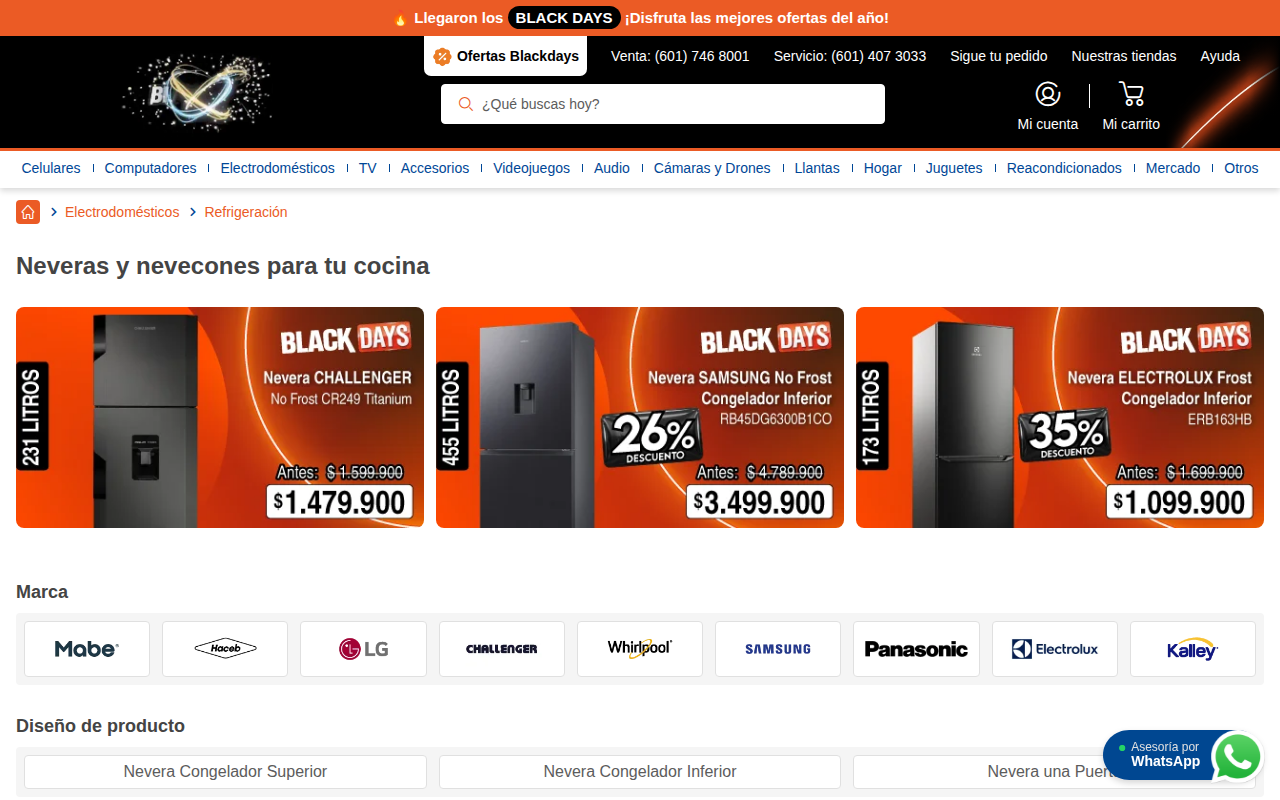 🔥 Llegaron los BLACK DAYS ¡Disfruta las mejores ofertas del año!
Ofertas Blackdays
Venta: (601) 746 8001
Servicio: (601) 407 3033
Sigue tu pedido
Nuestras tiendas
Ayuda
¿Qué buscas hoy?
Mi cuenta
Mi carrito
Celulares
Computadores
Electrodomésticos
TV
Accesorios
Videojuegos
Audio
Cámaras y Drones
Llantas
Hogar
Juguetes
Reacondicionados
Mercado
Otros
Electrodomésticos
Refrigeración
Neveras y nevecones para tu cocina
BLACK DAYS
Nevera CHALLENGER
No Frost CR249 Titanium
231 LITROS
Antes: $ 1.599.900
$1.479.900
BLACK DAYS
Nevera SAMSUNG No Frost
Congelador Inferior
RB45DG6300B1CO
455 LITROS
26%
DESCUENTO
Antes: $ 4.789.900
$3.499.900
BLACK DAYS
Nevera ELECTROLUX Frost
Congelador Inferior
ERB163HB
173 LITROS
35%
DESCUENTO
Antes: $ 1.699.900
$1.099.900
Marca
Mabe
Haceb
LG
CHALLENGER
Whirlpool
SAMSUNG
Panasonic
Electrolux
Kalley
Diseño de producto
Nevera Congelador Superior
Nevera Congelador Inferior
Nevera una
Asesoría por
WhatsApp